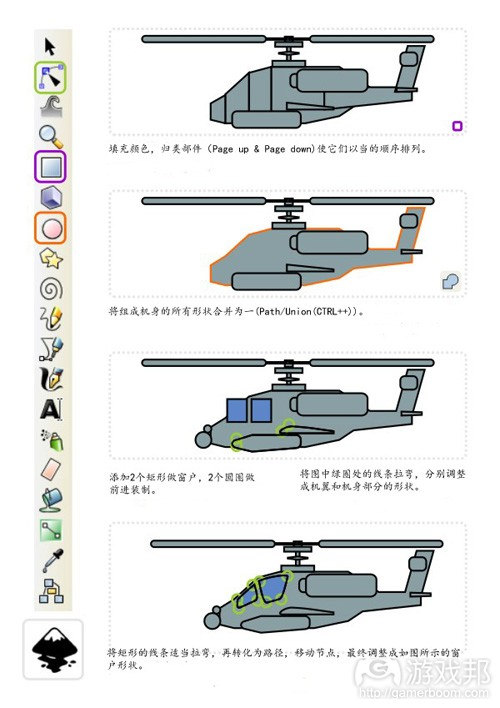 填充颜色，归类部件 (Page up & Page down)使它们以当的顺序排列。
将组成机身的所有形状合并为一(Path/Union(CTRL++))。
添加2个矩形做窗户，2个圆圈做
前进装制。
将图中绿圈处的线条拉弯，分别调整
成机翼和机身部分的形状。
将矩形的线条适当拉弯，再转化为路径，移动节点，最终调整成如图所示的窗
户形状。
游戏邦
http://gamerboom.com